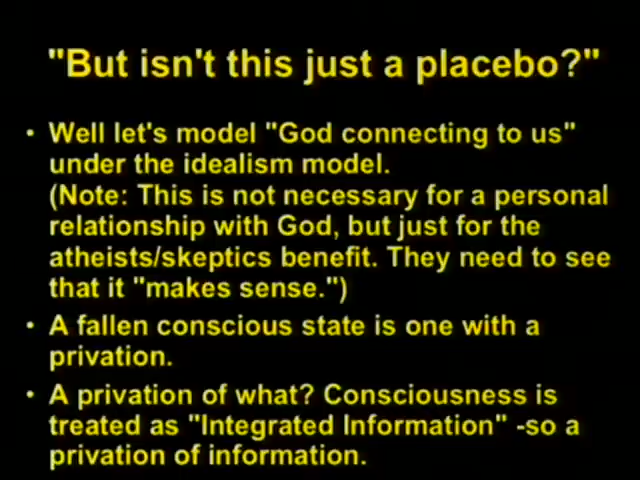 "But isn't this just a placebo?"
• Well let's model "God connecting to us"
under the idealism model.
(Note: This is not necessary for a personal
relationship with God, but just for the
atheists/skeptics benefit. They need to see
that it "makes sense.")
• A fallen conscious state is one with a
privation.
• A privation of what? Consciousness is
treated as "Integrated Information" -so a
privation of information.